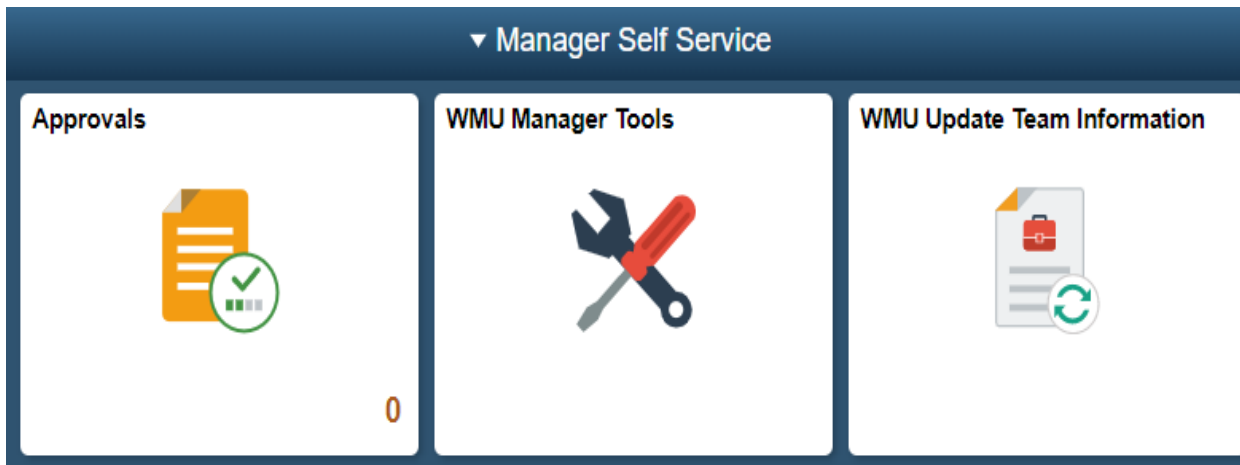 Manager Self Service
Approvals
WMU Manager Tools
WMU Update Team Information
0